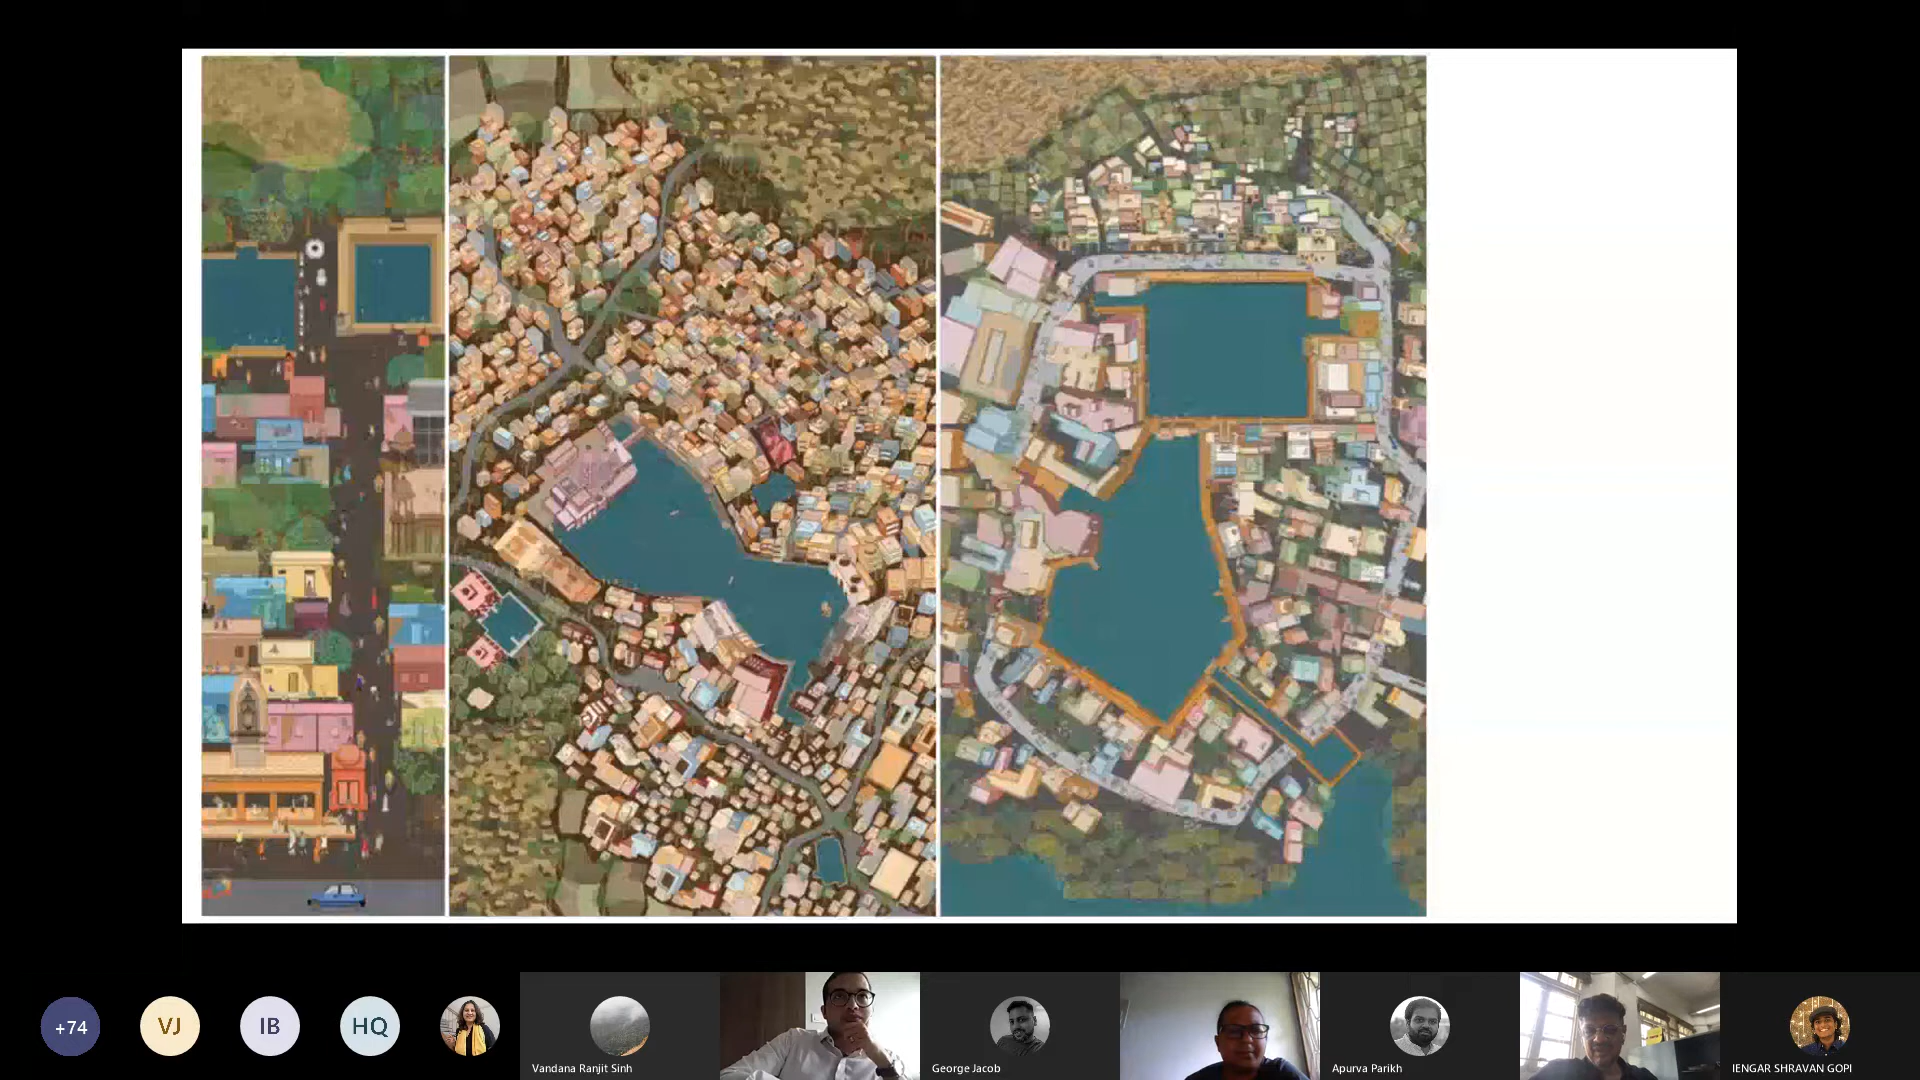 +74
VJ
IB
HQ
Vandana Ranjit Sinh
George Jacob
Apurva Parikh
IENGAR SHRAVAN GOPI